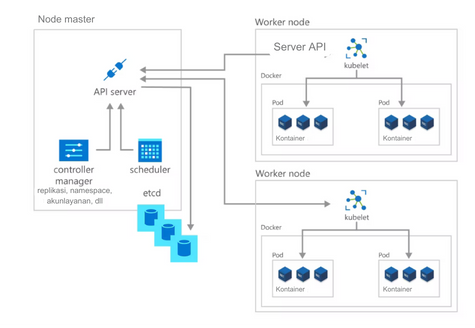 Node master
API server
controller
manager
replikasi, namespace,
akunlayanan, dll
scheduler
etcd
Worker node
Server API
kubelet
Docker
Pod
Kontainer
Pod
Kontainer
Worker node
kubelet
Docker
Pod
Kontainer
Pod
Kontainer